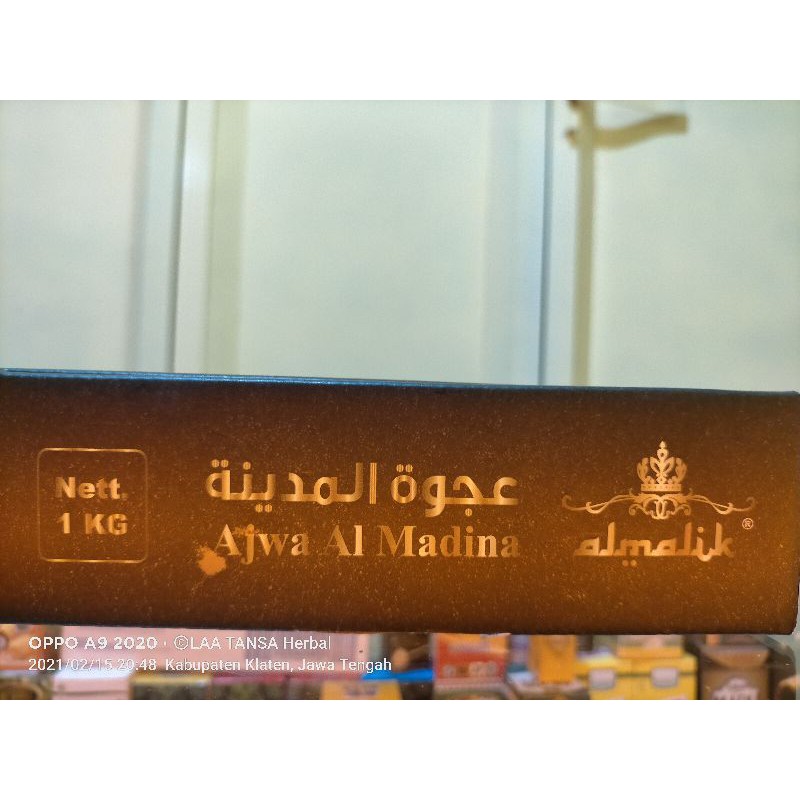 Nett.
1 KG
عجوة المدينة
Ajwa Al Madina
almalik ®
OPPO A9 2020 · ©LAA TANSA Herbal
2021/02/15 20:48 Kabupaten Klaten, Jawa Tengah